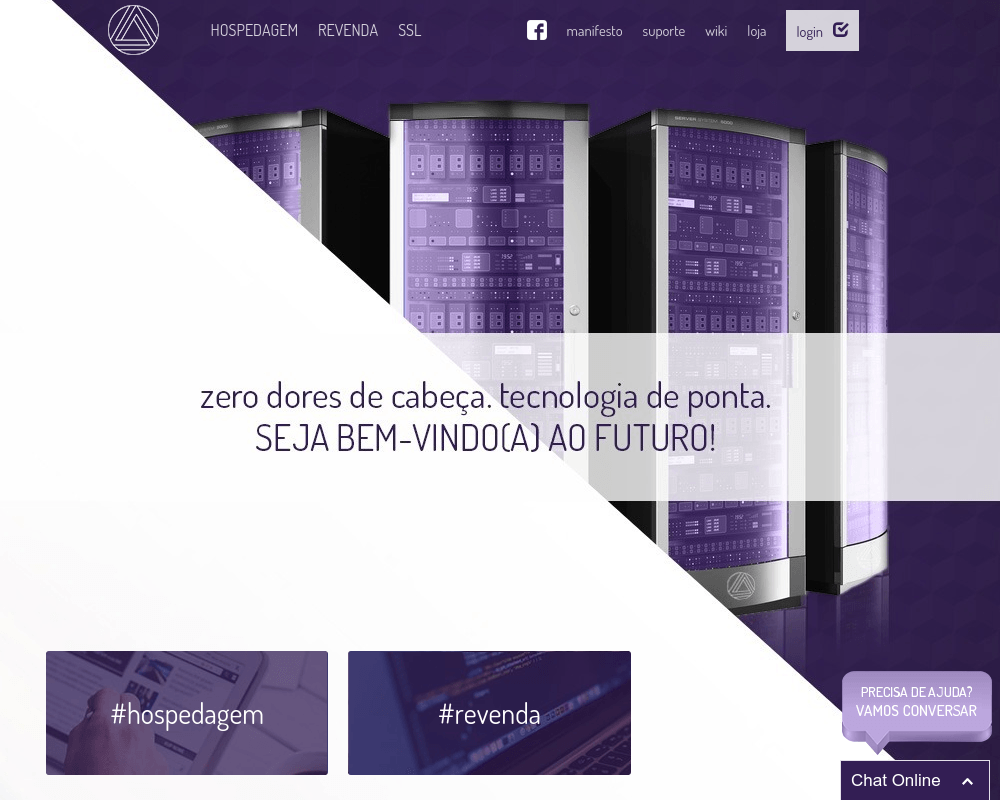 HOSPEDAGEM REVENDA SSL manifesto suporte wiki loja login
zero dores de cabeça. tecnologia de ponta.
SEJA BEM-VINDO(A) AO FUTURO!
#hospedagem #revenda
PRECISA DE AJUDA?
VAMOS CONVERSAR
Chat Online